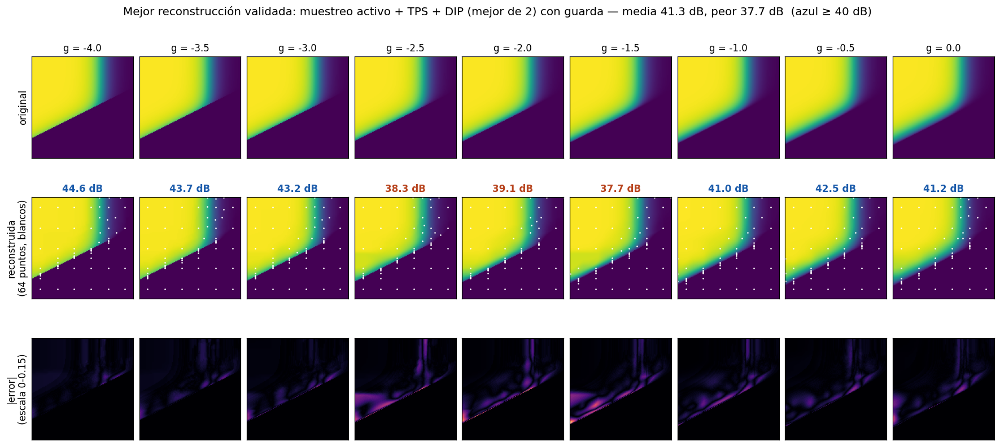 Mejor reconstrucción validada: muestreo activo + TPS + DIP (mejor de 2) con guarda — media 41.3 dB, peor 37.7 dB  (azul ≥ 40 dB)
g = -4.0
g = -3.5
g = -3.0
g = -2.5
g = -2.0
g = -1.5
g = -1.0
g = -0.5
g = 0.0
original
44.6 dB
43.7 dB
43.2 dB
38.3 dB
39.1 dB
37.7 dB
41.0 dB
42.5 dB
41.2 dB
reconstruida
(64 puntos, blancos)
|error|
(escala 0-0.15)